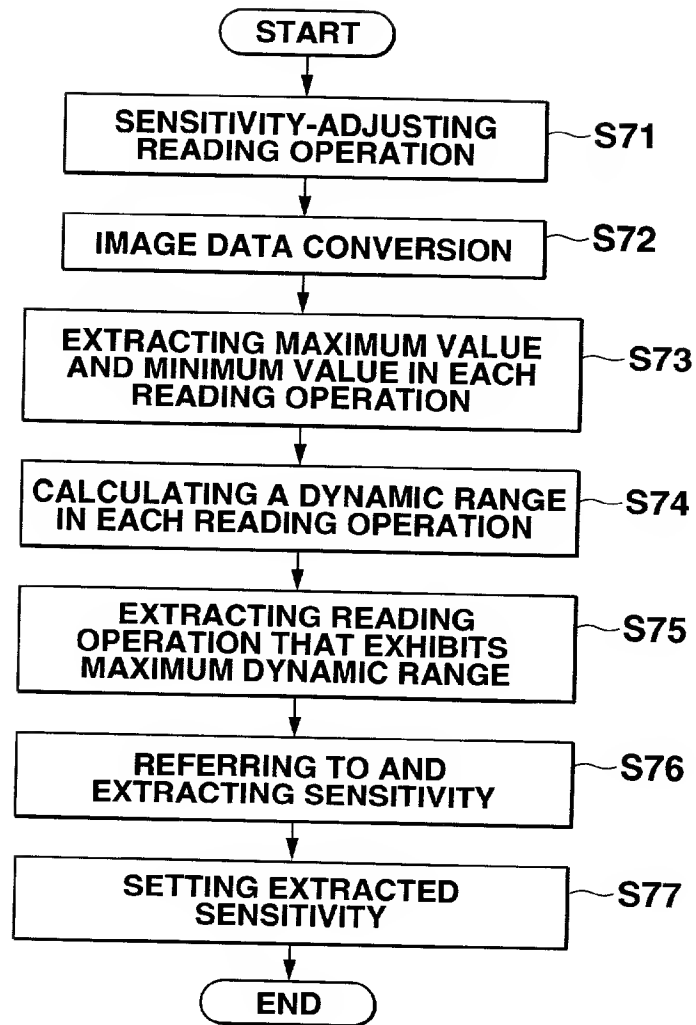 START
SENSITIVITY-ADJUSTING
READING OPERATION
S71
IMAGE DATA CONVERSION
S72
EXTRACTING MAXIMUM VALUE
AND MINIMUM VALUE IN EACH
READING OPERATION
S73
CALCULATING A DYNAMIC RANGE
IN EACH READING OPERATION
S74
EXTRACTING READING
OPERATION THAT EXHIBITS
MAXIMUM DYNAMIC RANGE
S75
REFERRING TO AND
EXTRACTING SENSITIVITY
S76
SETTING EXTRACTED
SENSITIVITY
S77
END